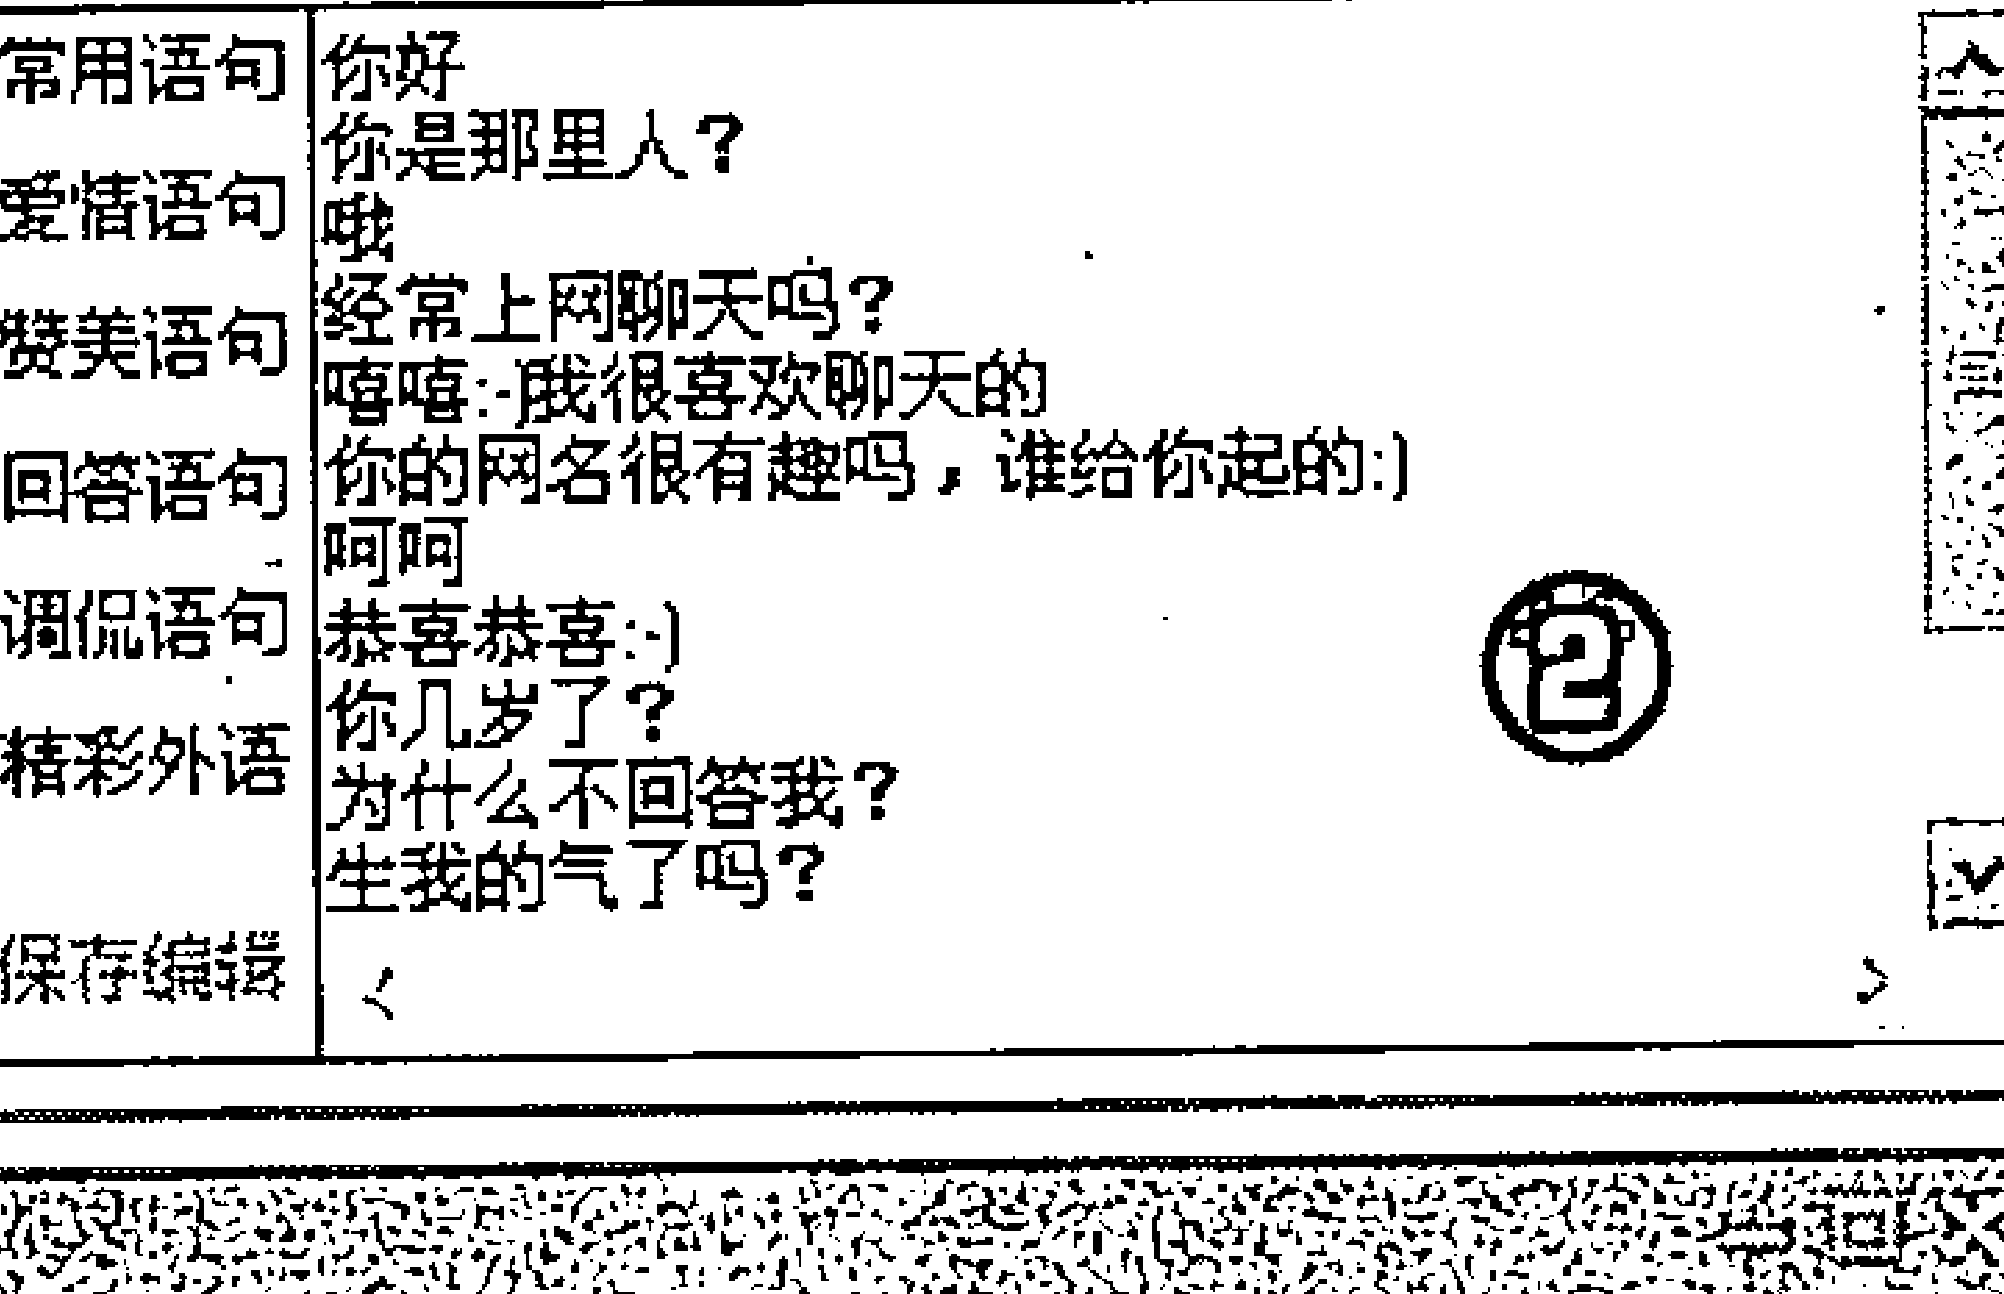 常用语句
爱情语句
赞美语句
回答语句
调侃语句
精彩外语
保存编辑
你好
你是那里人?
哦
经常上网聊天吗?
嘻嘻:-)我很喜欢聊天的
你的网名很有趣吗,谁给你起的:)
呵呵
恭喜恭喜:-)
你几岁了?
为什么不回答我?
生我的气了吗?
2